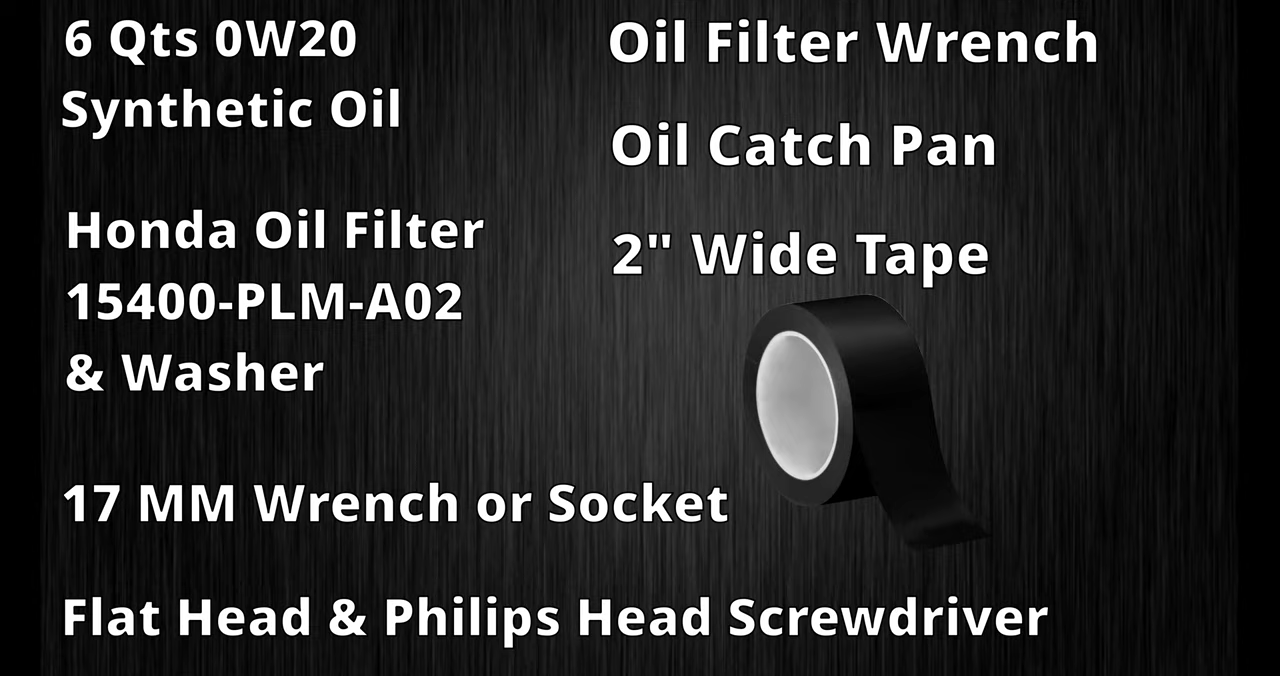 6 Qts 0W20
Synthetic Oil
Honda Oil Filter
15400-PLM-A02
& Washer
17 MM Wrench or Socket
Flat Head & Philips Head Screwdriver
Oil Filter Wrench
Oil Catch Pan
2" Wide Tape